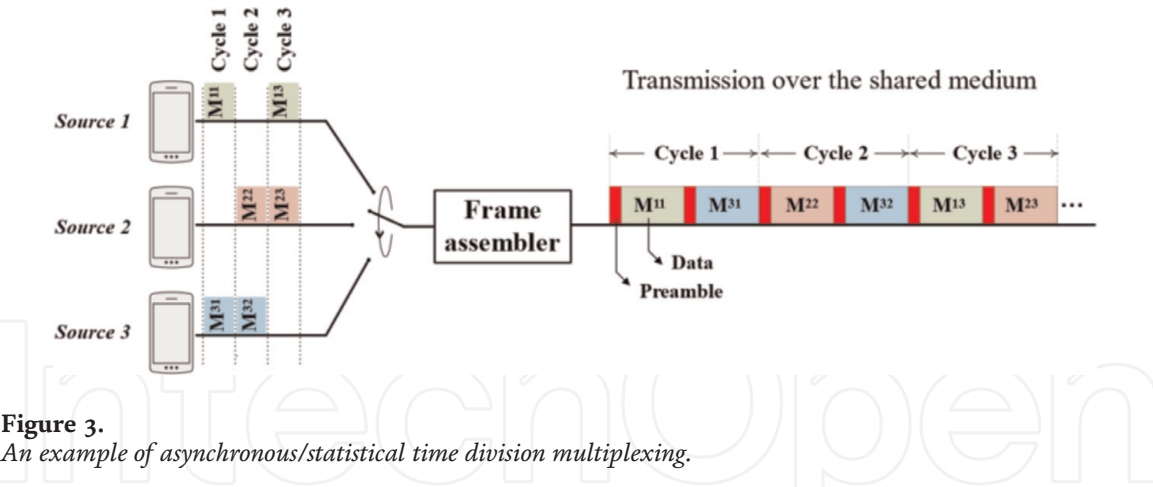 Cycle 1
Cycle 2
Cycle 3
Transmission over the shared medium
Source 1
M¹¹
M¹³
Cycle 1
Cycle 2
Cycle 3
Source 2
M²²
M²³
Frame
assembler
M¹¹
M³¹
M²²
M³²
M¹³
M²³
...
Data
Preamble
Source 3
M³¹
M³²
IntechOpen
Figure 3.
An example of asynchronous/statistical time division multiplexing.